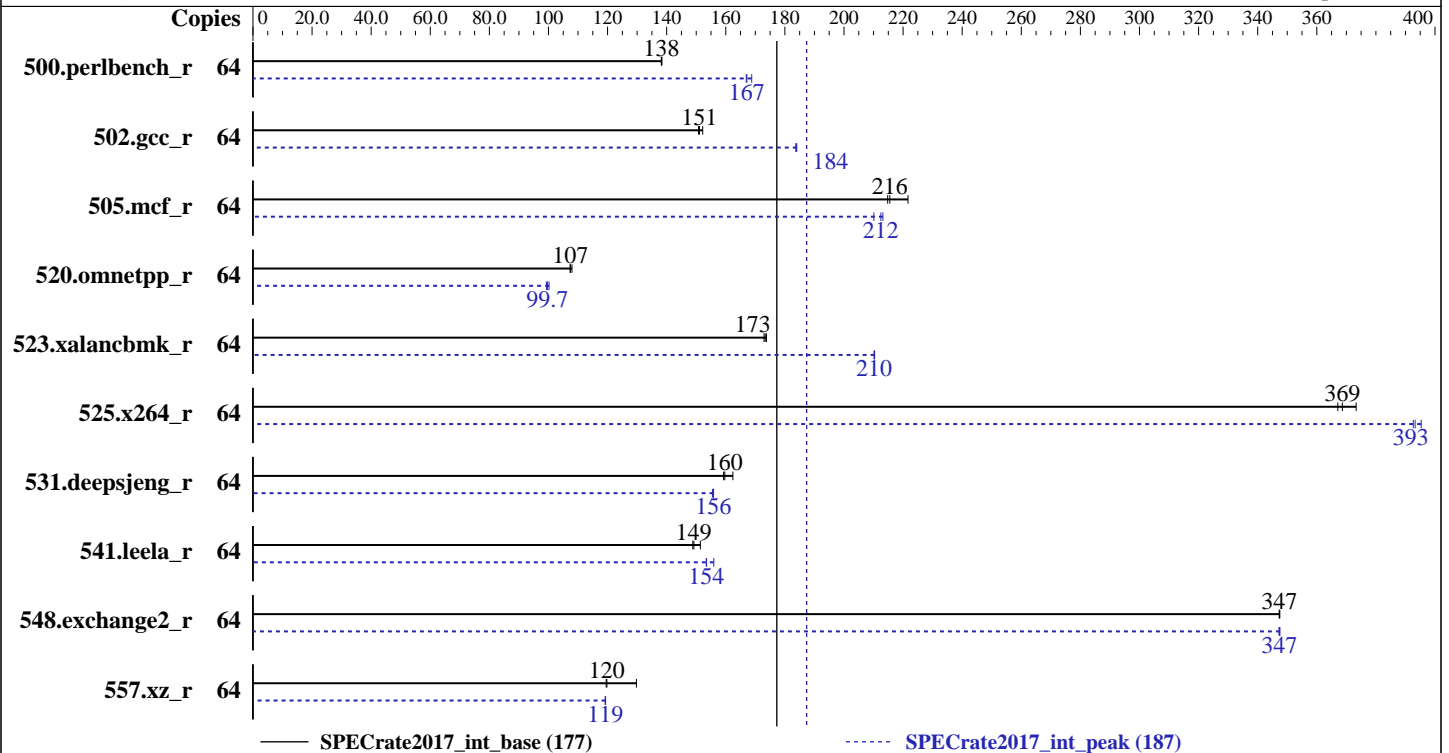 Copies 0 20.0 40.0 60.0 80.0 100 120 140 160 180 200 220 240 260 280 300 320 340 360 400
138
500.perlbench_r 64
167
151
502.gcc_r 64
184
216
505.mcf_r 64
212
107
520.omnetpp_r 64
99.7
173
523.xalancbmk_r 64
210
369
525.x264_r 64
393
160
531.deepsjeng_r 64
156
149
541.leela_r 64
154
347
548.exchange2_r 64
347
120
557.xz_r 64
119
SPECrate2017_int_base (177) SPECrate2017_int_peak (187)